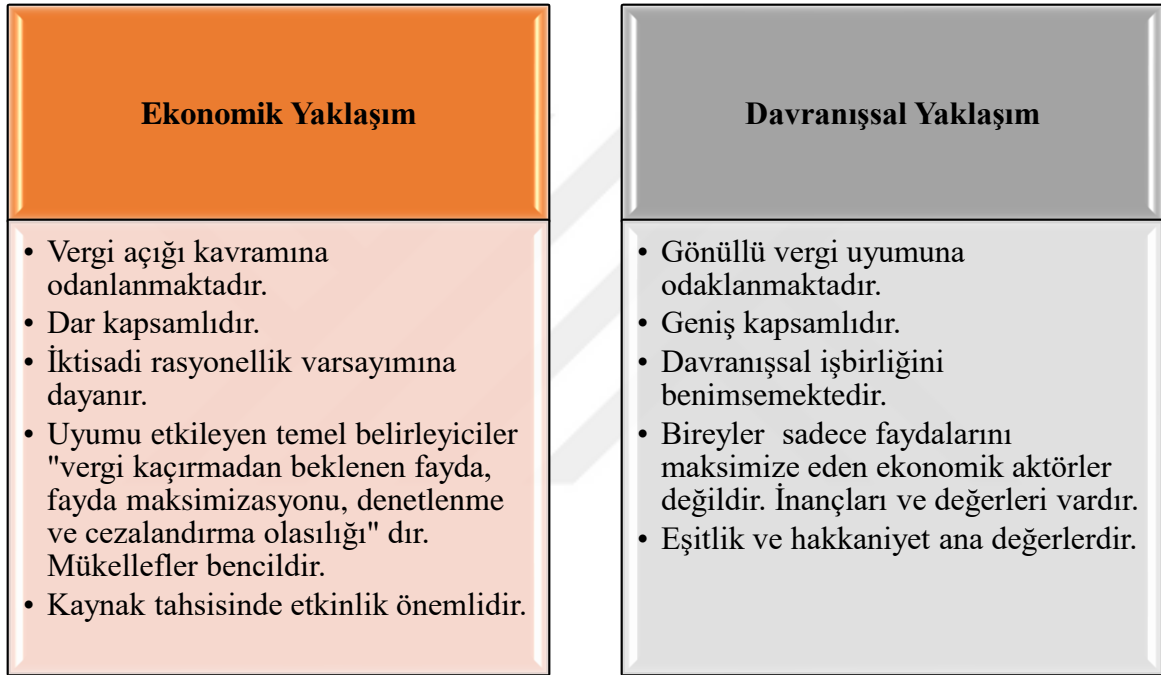 Ekonomik Yaklaşım
• Vergi açığı kavramına
odanlanmaktadır.
• Dar kapsamlıdır.
• İktisadi rasyonellik varsayımına
dayanır.
• Uyumu etkileyen temel belirleyiciler
"vergi kaçırmadan beklenen fayda,
fayda maksimizasyonu, denetlenme
ve cezalandırma olasılığı" dır.
Mükellefler bencildir.
• Kaynak tahsisinde etkinlik önemlidir.
Davranışsal Yaklaşım
• Gönüllü vergi uyumuna
odaklanmaktadır.
• Geniş kapsamlıdır.
• Davranışsal işbirliğini
benimsemektedir.
• Bireyler  sadece faydalarını
maksimize eden ekonomik aktörler
değildir. İnançları ve değerleri vardır.
• Eşitlik ve hakkaniyet ana değerlerdir.